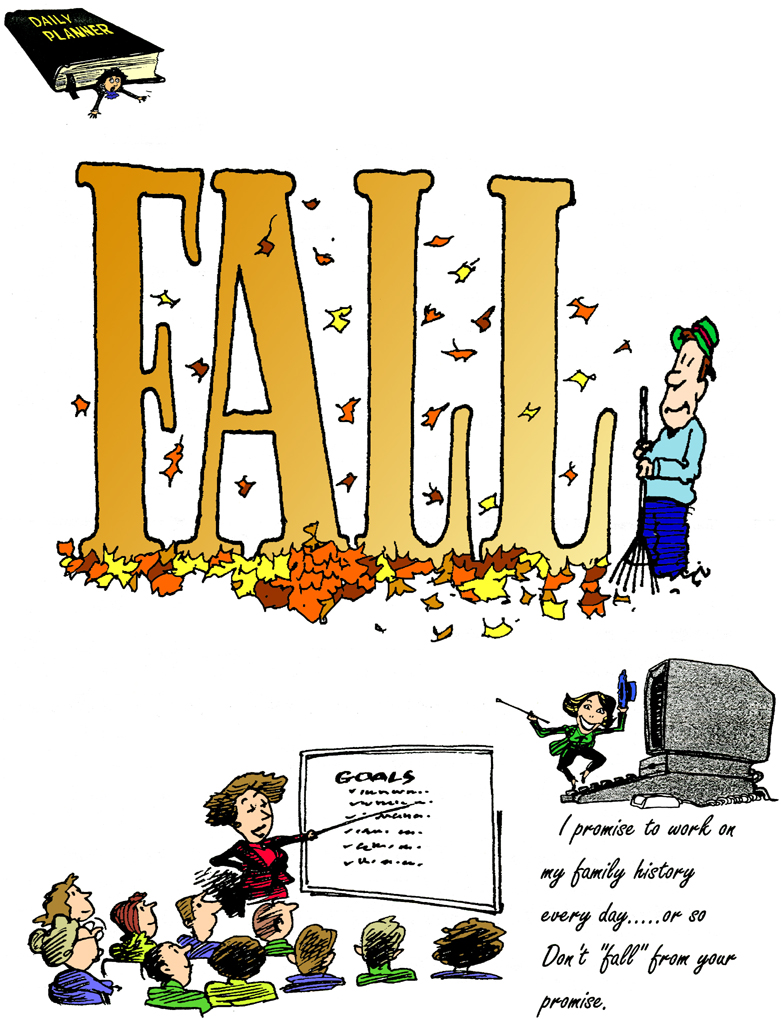 DAILY
PLANNER
FALL
GOALS
I promise to work on
my family history
every day.....or so
Don't "fall" from your
promise.